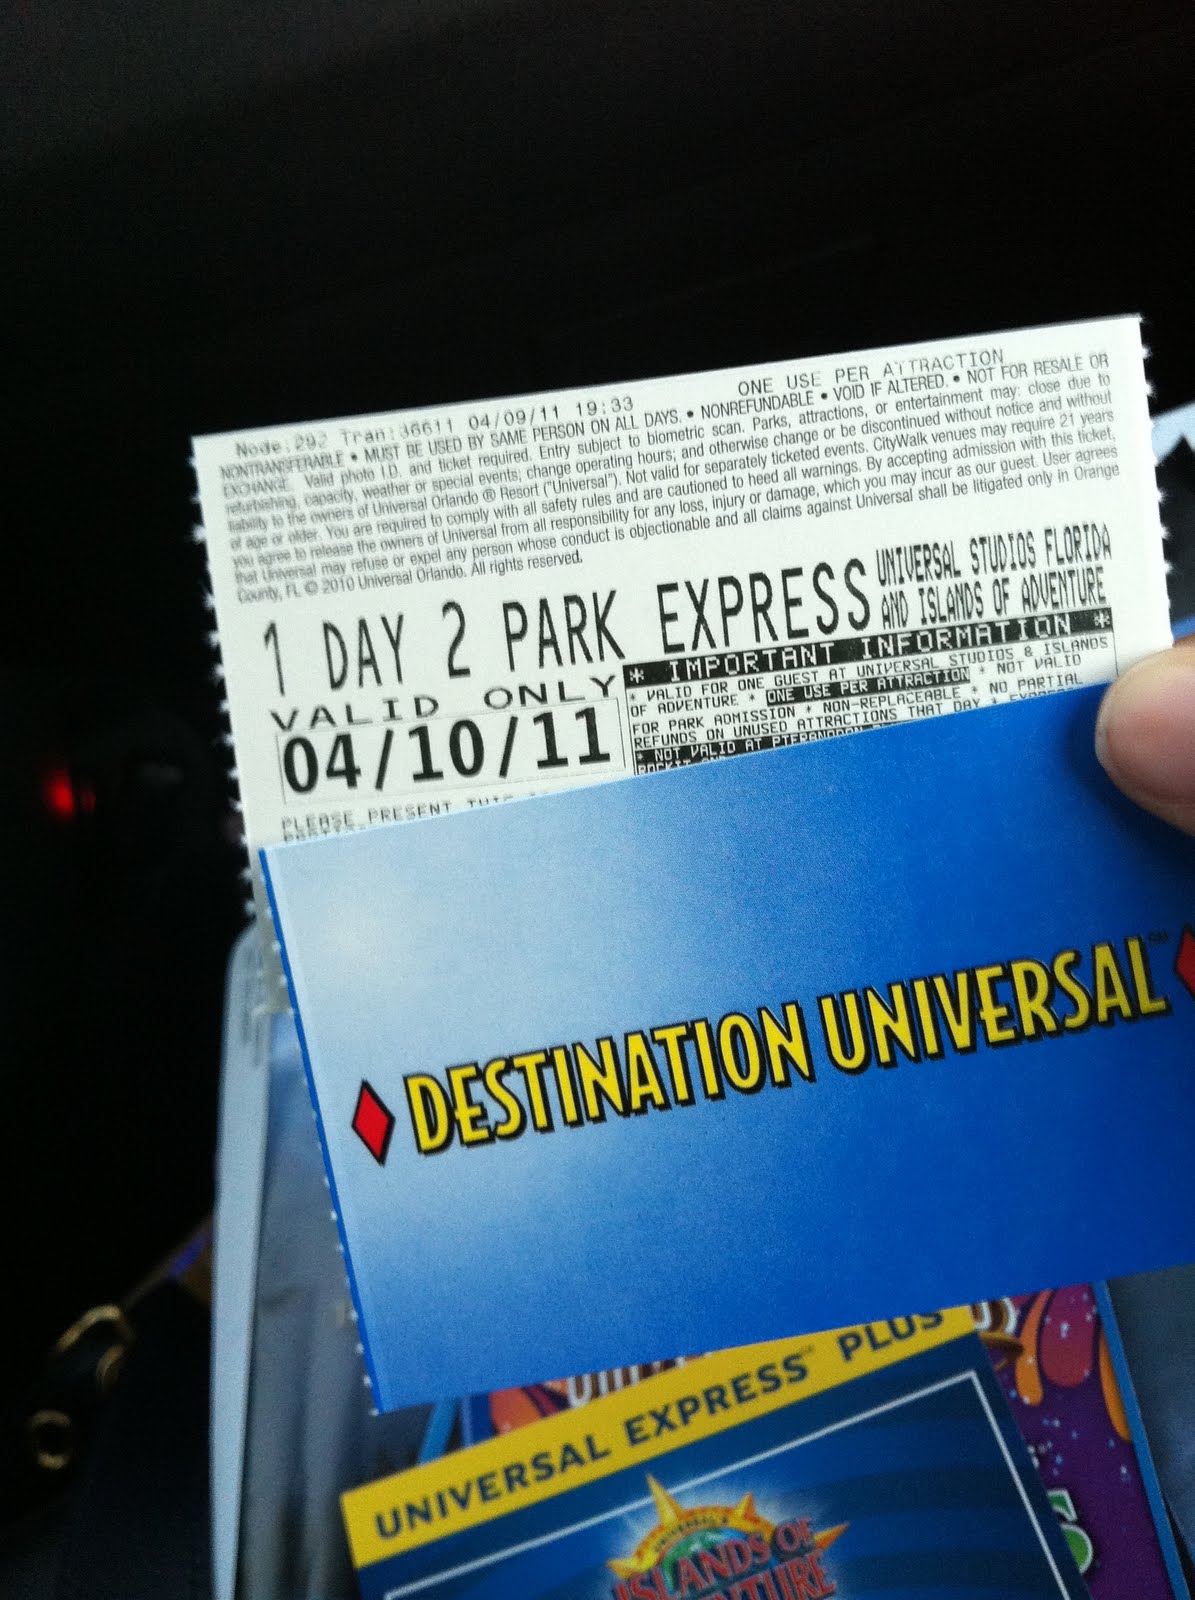 Node:292 Tran:36611 04/09/11 19:33 ONE USE PER ATTRACTION
NONTRANSFERABLE • MUST BE USED BY SAME PERSON ON ALL DAYS. • NONREFUNDABLE • VOID IF ALTERED. • NOT FOR RESALE OR
EXCHANGE. Valid photo I.D. and ticket required. Entry subject to biometric scan. Parks, attractions, or entertainment may: close due to
refurbishing, capacity, weather or special events; change operating hours; and otherwise change or be discontinued without notice and without
liability to the owners of Universal Orlando ® Resort ("Universal"). Not valid for separately ticketed events. CityWalk venues may require 21 years
of age or older. You are required to comply with all safety rules and are cautioned to heed all warnings. By accepting admission with this ticket,
you agree to release the owners of Universal from all responsibility for any loss, injury or damage, which you may incur as our guest. User agrees
that Universal may refuse or expel any person whose conduct is objectionable and all claims against Universal shall be litigated only in Orange
County, FL © 2010 Universal Orlando. All rights reserved.
1 DAY 2 PARK EXPRESS
UNIVERSAL STUDIOS FLORIDA
AND ISLANDS OF ADVENTURE
VALID ONLY
04/10/11
* IMPORTANT INFORMATION *
* VALID FOR ONE GUEST AT UNIVERSAL STUDIOS & ISLANDS
OF ADVENTURE * ONE USE PER ATTRACTION * NOT VALID
FOR PARK ADMISSION * NON-REPLACEABLE * NO PARTIAL
REFUNDS ON UNUSED ATTRACTIONS THAT DAY *
* NOT VALID AT PTERANODON
PLEASE PRESENT THIS
DESTINATION UNIVERSAL™
UNIVERSAL EXPRESS™ PLUS
ISLANDS OF